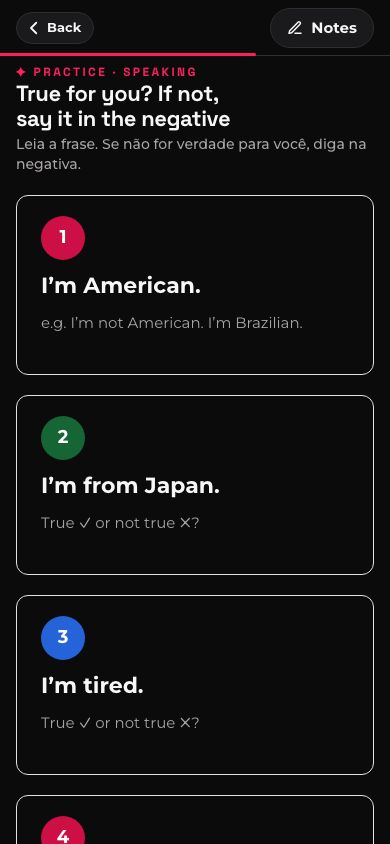 Back
Notes
✦ PRACTICE · SPEAKING
True for you? If not,
say it in the negative
Leia a frase. Se não for verdade para você, diga na
negativa.
1
I'm American.
e.g. I'm not American. I'm Brazilian.
2
I'm from Japan.
True ✓ or not true ✕?
3
I'm tired.
True ✓ or not true ✕?
4